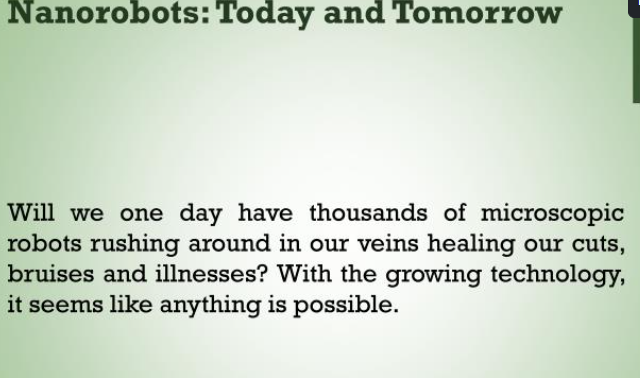 Nanorobots: Today and Tomorrow
Will we one day have thousands of microscopic
robots rushing around in our veins healing our cuts,
bruises and illnesses? With the growing technology,
it seems like anything is possible.